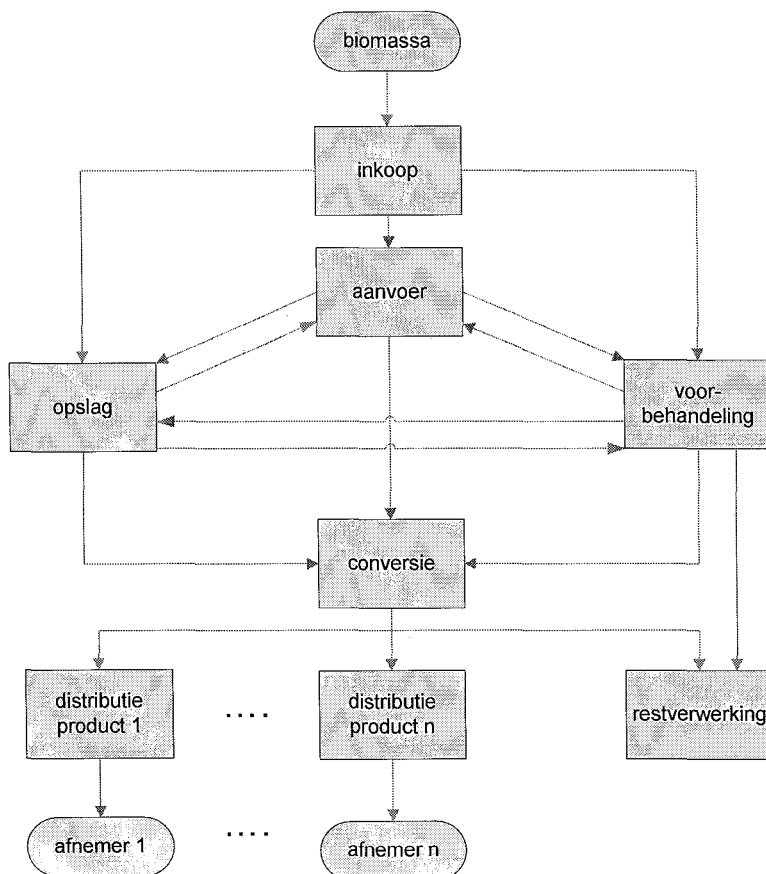 biomassa
inkoop
aanvoer
opslag
voor-
behandeling
conversie
distributie
product 1
....
distributie
product n
restverwerking
afnemer 1
....
afnemer n